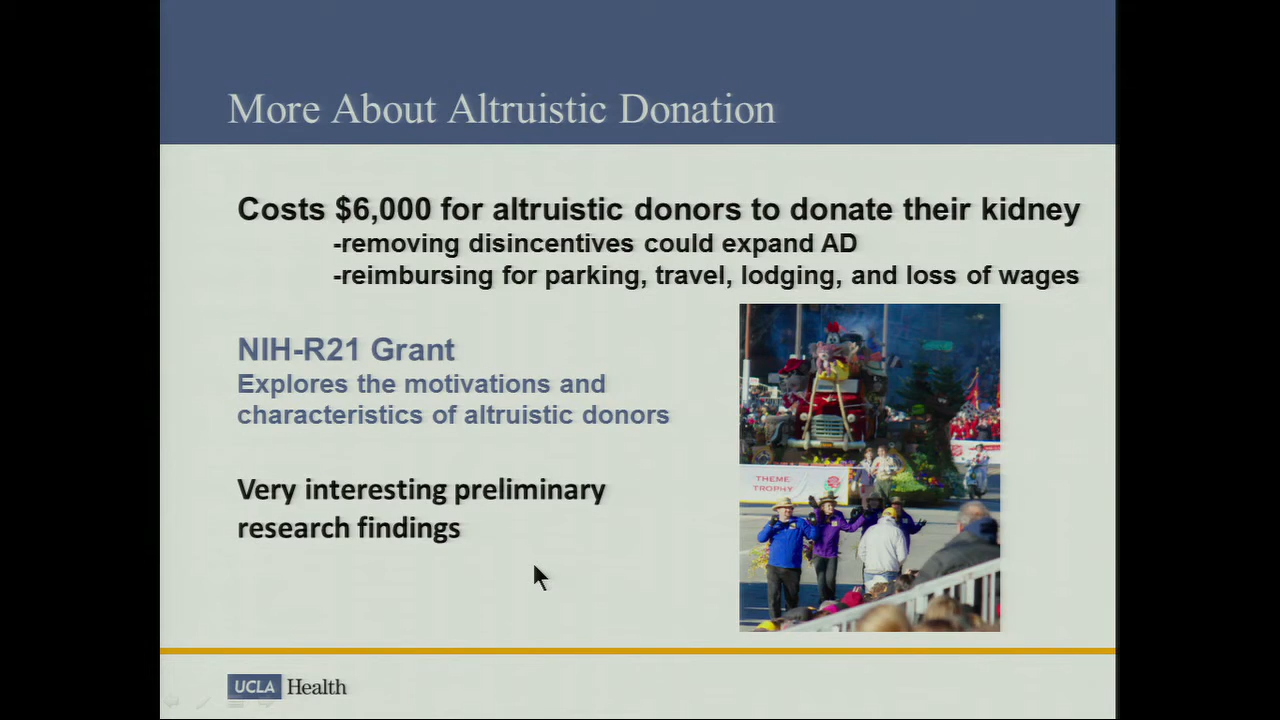 More About Altruistic Donation
Costs $6,000 for altruistic donors to donate their kidney
-removing disincentives could expand AD
-reimbursing for parking, travel, lodging, and loss of wages
NIH-R21 Grant
Explores the motivations and
characteristics of altruistic donors
Very interesting preliminary
research findings
THEME
TROPHY
UCLA Health